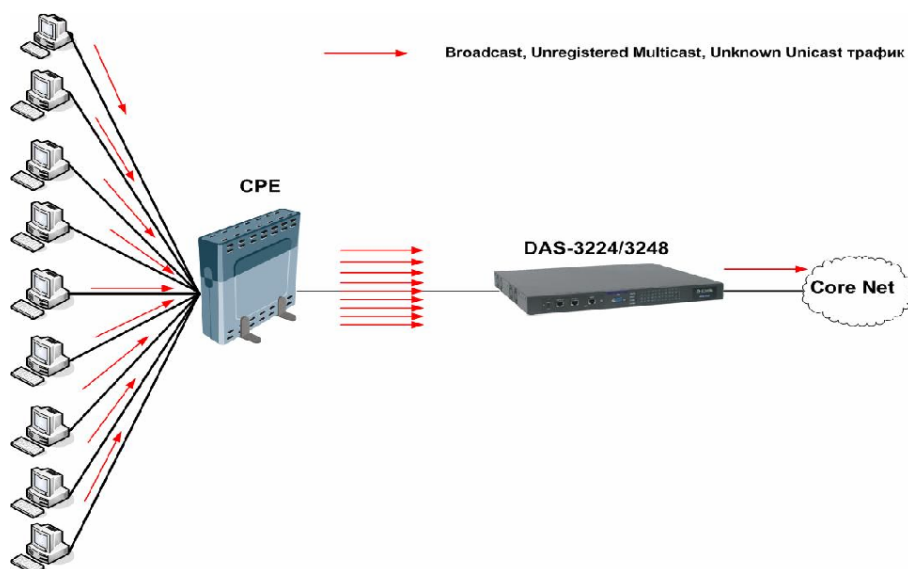 Broadcast, Unregistered Multicast, Unknown Unicast трафик
CPE
DAS-3224/3248
Core Net